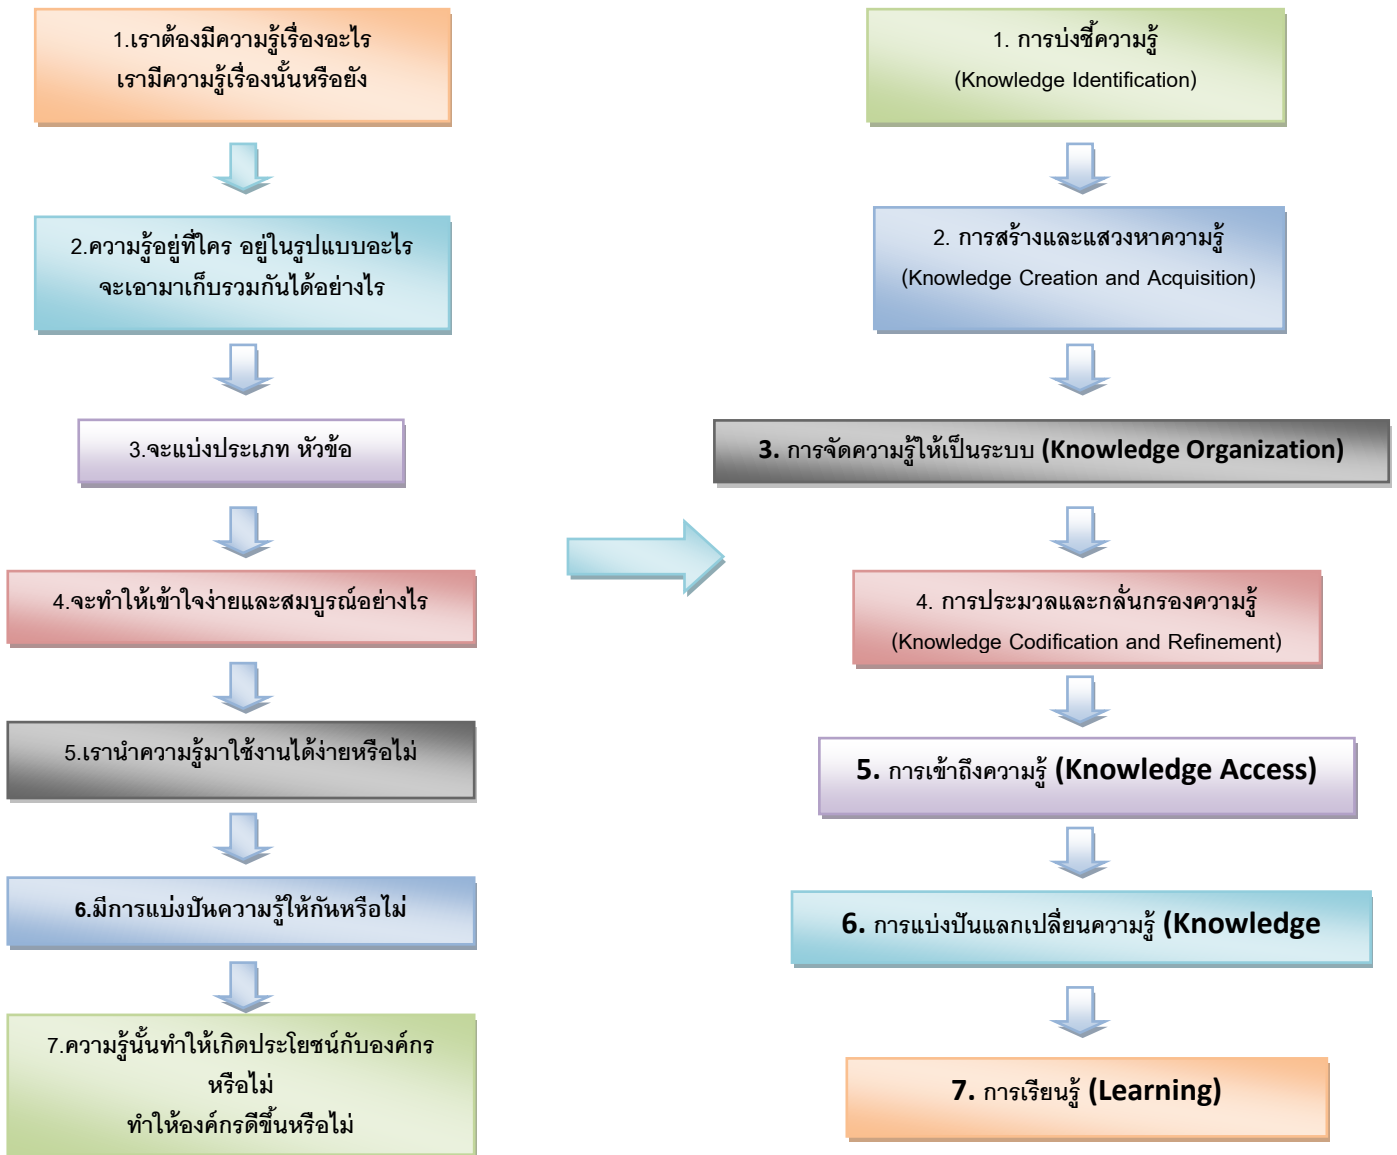 1.เราต้องมีความรู้เรื่องอะไร
เรามีความรู้เรื่องนั้นหรือยัง
2.ความรู้อยู่ที่ใคร อยู่ในรูปแบบอะไร
จะเอามาเก็บรวมกันได้อย่างไร
3.จะแบ่งประเภท หัวข้อ
4.จะทำให้เข้าใจง่ายและสมบูรณ์อย่างไร
5.เรานำความรู้มาใช้งานได้ง่ายหรือไม่
6.มีการแบ่งปันความรู้ให้กันหรือไม่
7.ความรู้นั้นทำให้เกิดประโยชน์กับองค์กร
หรือไม่
ทำให้องค์กรดีขึ้นหรือไม่
1. การบ่งชี้ความรู้
(Knowledge Identification)
2. การสร้างและแสวงหาความรู้
(Knowledge Creation and Acquisition)
3. การจัดความรู้ให้เป็นระบบ (Knowledge Organization)
4. การประมวลและกลั่นกรองความรู้
(Knowledge Codification and Refinement)
5. การเข้าถึงความรู้ (Knowledge Access)
6. การแบ่งปันแลกเปลี่ยนความรู้ (Knowledge
7. การเรียนรู้ (Learning)